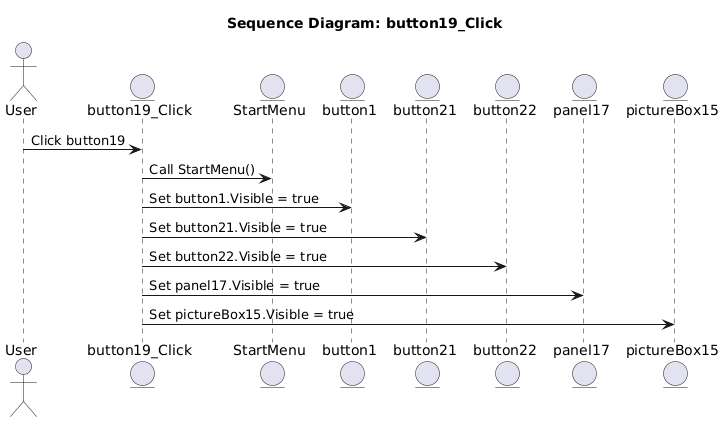 Sequence Diagram: button19_Click
User
button19_Click
StartMenu
button1
button21
button22
panel17
pictureBox15
Click button19
Call StartMenu()
Set button1.Visible = true
Set button21.Visible = true
Set button22.Visible = true
Set panel17.Visible = true
Set pictureBox15.Visible = true
User
button19_Click
StartMenu
button1
button21
button22
panel17
pictureBox15